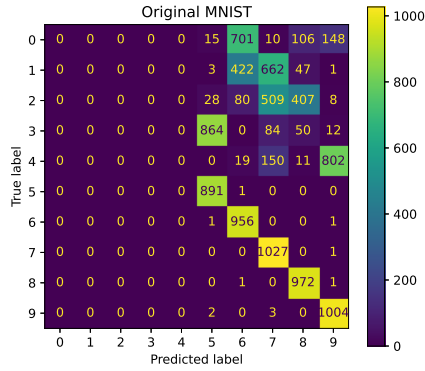 Original MNIST
0 0 0 0 0 0 15 701 10 106 148
1 0 0 0 0 0 3 422 662 47 1
2 0 0 0 0 0 28 80 509 407 8
3 0 0 0 0 0 864 0 84 50 12
4 0 0 0 0 0 0 19 150 11 802
5 0 0 0 0 0 891 1 0 0 0
6 0 0 0 0 0 1 956 0 0 1
7 0 0 0 0 0 0 0 1027 0 1
8 0 0 0 0 0 0 1 0 972 1
9 0 0 0 0 0 2 0 3 0 1004
0 1 2 3 4 5 6 7 8 9
True label
Predicted label
1000
800
600
400
200
0